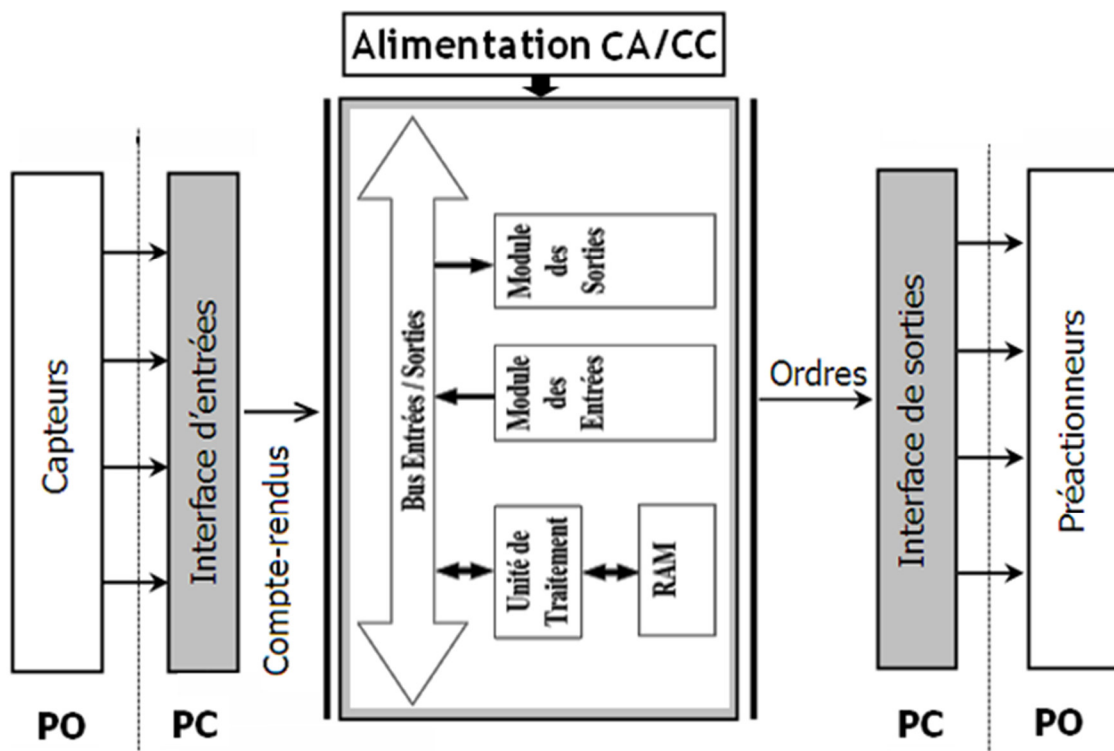 Alimentation CA/CC
Capteurs
Interface d'entrées
Compte-rendus
Bus Entrées / Sorties
Module
des
Sorties
Module
des
Entrées
Unité de
Traitement
RAM
Ordres
Interface de sorties
Préactionneurs
PO
PC
PC
PO